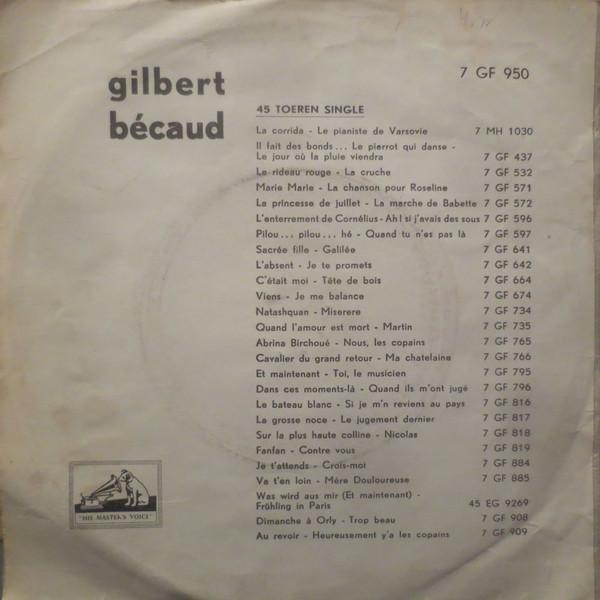 gilbert
bécaud
7 GF 950
45 TOEREN SINGLE
La corrida - Le pianiste de Varsovie 7 MH 1030
Il fait des bonds... Le pierrot qui danse -
Le jour où la pluie viendra 7 GF 437
Le rideau rouge - La cruche 7 GF 532
Marie Marie - La chanson pour Roseline 7 GF 571
La princesse de juillet - La marche de Babette 7 GF 572
L'enterrement de Cornélius - Ah! si j'avais des sous 7 GF 596
Pilou... pilou... hé - Quand tu n'es pas là 7 GF 597
Sacrée fille - Galilée 7 GF 641
L'absent - Je te promets 7 GF 642
C'était moi - Tête de bois 7 GF 664
Viens - Je me balance 7 GF 674
Natashquan - Miserere 7 GF 734
Quand l'amour est mort - Martin 7 GF 735
Abrina Birchoué - Nous, les copains 7 GF 765
Cavalier du grand retour - Ma chatelaine 7 GF 766
Et maintenant - Toi, le musicien 7 GF 795
Dans ces moments-là - Quand ils m'ont jugé 7 GF 796
Le bateau blanc - Si je m'n reviens au pays 7 GF 816
La grosse noce - Le jugement dernier 7 GF 817
Sur la plus haute colline - Nicolas 7 GF 818
Fanfan - Contre vous 7 GF 819
Je t'attends - Crois-moi 7 GF 884
Va t'en loin - Mère Douloureuse 7 GF 885
Was wird aus mir (Et maintenant) -
Frühling in Paris 45 EG 9269
Dimanche à Orly - Trop beau 7 GF 908
Au revoir - Heureusement y'a les copains 7 GF 909
"HIS MASTER'S VOICE"